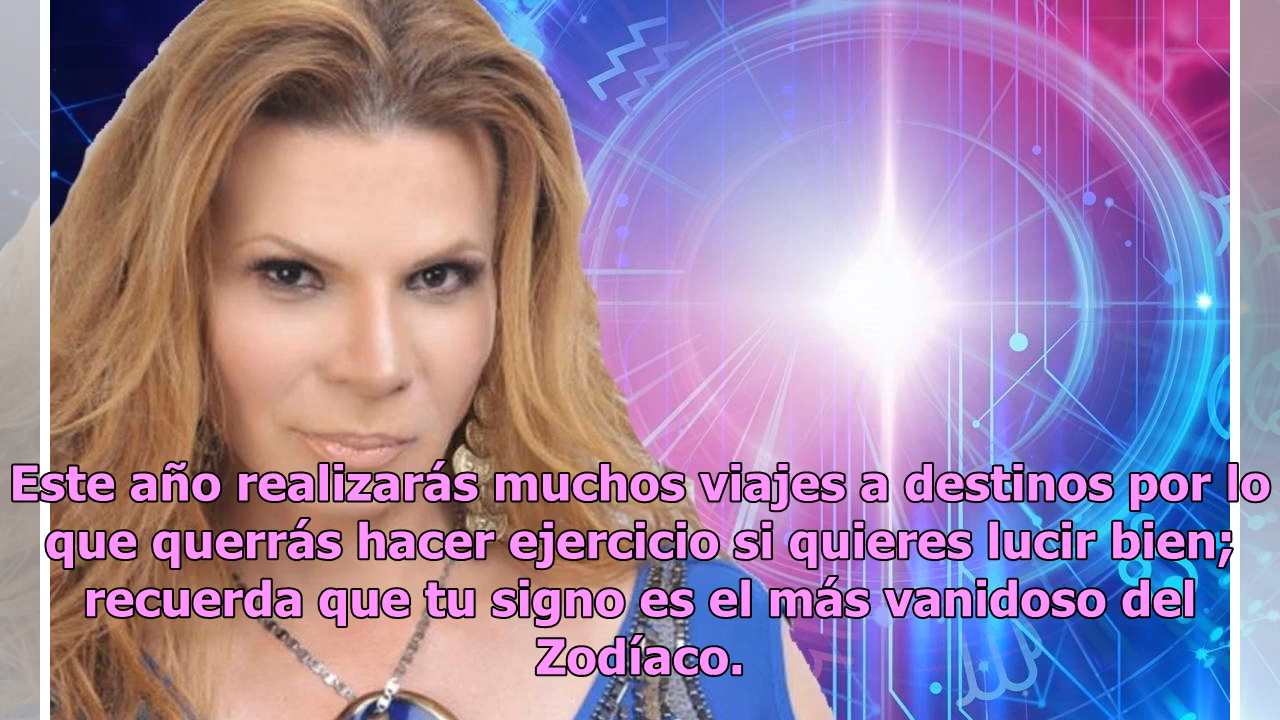 Este año realizarás muchos viajes a destinos por lo
que querrás hacer ejercicio si quieres lucir bien;
recuerda que tu signo es el más vanidoso del
Zodíaco.